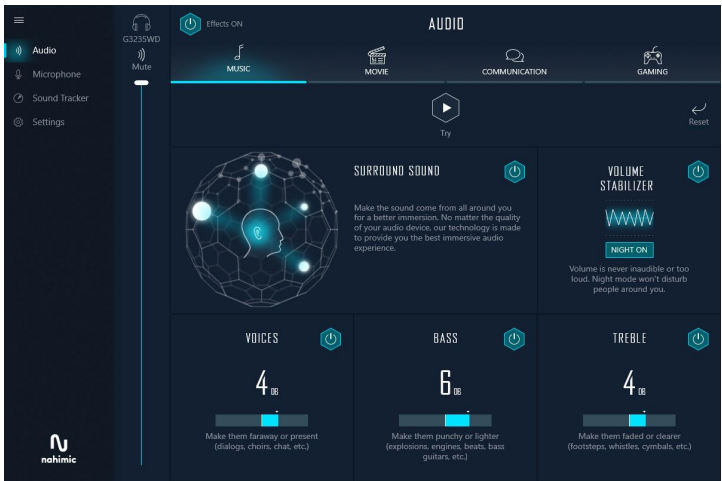 Audio
Microphone
Sound Tracker
Settings
nahimic
G3235WD
Mute
Effects ON
AUDIO
MUSIC
MOVIE
COMMUNICATION
GAMING
Try
Reset
SURROUND SOUND
Make the sound come from all around you
for a better immersion. No matter the quality
of your audio device, our technology is made
to provide you the best immersive audio
experience.
VOLUME
STABILIZER
NIGHT ON
Volume is never inaudible or too
loud. Night mode won't disturb
people around you.
VOICES
4 DB
Make them faraway or present
(dialogs, choirs, chat, etc.)
BASS
6 DB
Make them punchy or lighter
(explosions, engines, beats, bass
guitars, etc.)
TREBLE
4 DB
Make them faded or clearer
(footsteps, whistles, cymbals, etc.)